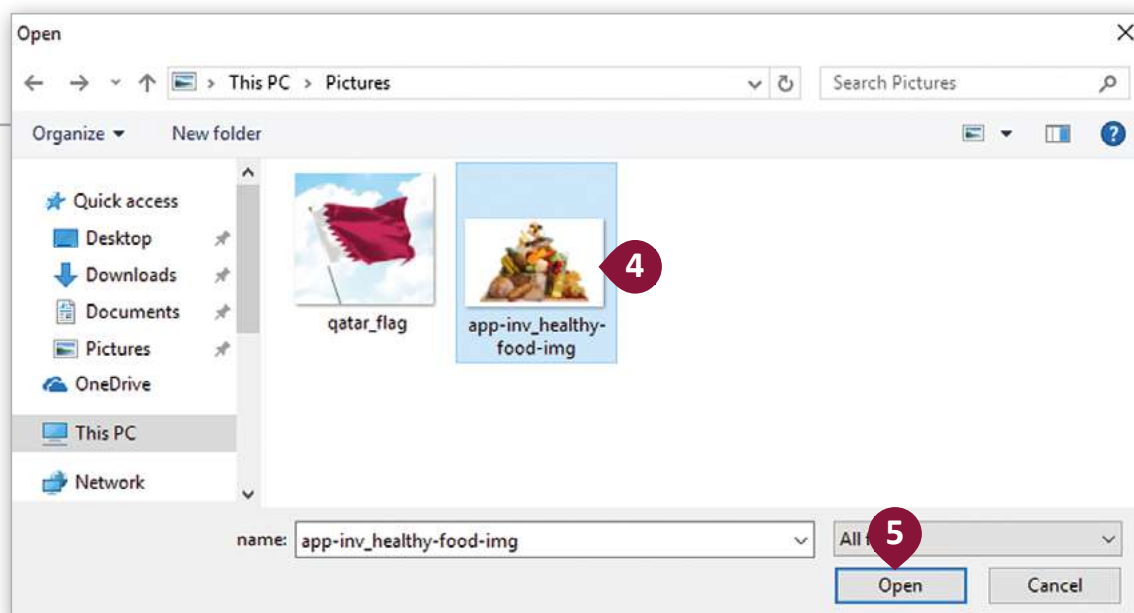 Open
This PC > Pictures
Search Pictures
Organize
New folder
Quick access
Desktop
Downloads
Documents
Pictures
OneDrive
This PC
Network
qatar_flag
app-inv_healthy-
food-img
4
name: app-inv_healthy-food-img
All
5
Open
Cancel